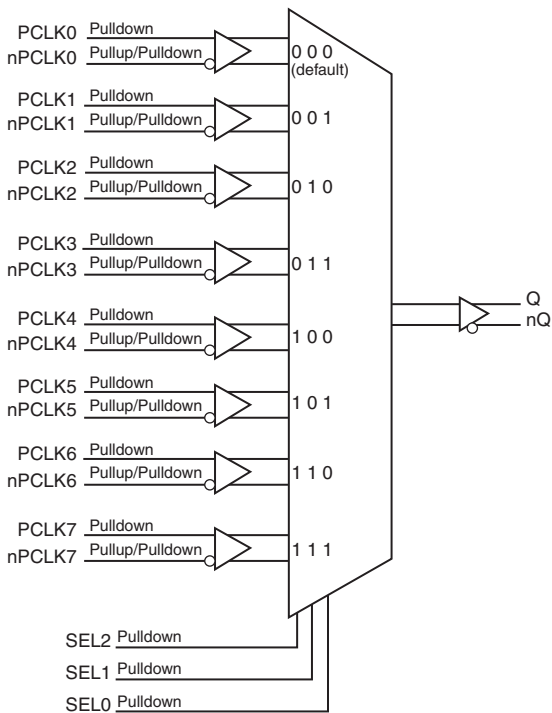 PCLK0 Pulldown
nPCLK0 Pullup/Pulldown
0 0 0
(default)
PCLK1 Pulldown
nPCLK1 Pullup/Pulldown
0 0 1
PCLK2 Pulldown
nPCLK2 Pullup/Pulldown
0 1 0
PCLK3 Pulldown
nPCLK3 Pullup/Pulldown
0 1 1
PCLK4 Pulldown
nPCLK4 Pullup/Pulldown
1 0 0
PCLK5 Pulldown
nPCLK5 Pullup/Pulldown
1 0 1
PCLK6 Pulldown
nPCLK6 Pullup/Pulldown
1 1 0
PCLK7 Pulldown
nPCLK7 Pullup/Pulldown
1 1 1
Q
nQ
SEL2 Pulldown
SEL1 Pulldown
SEL0 Pulldown